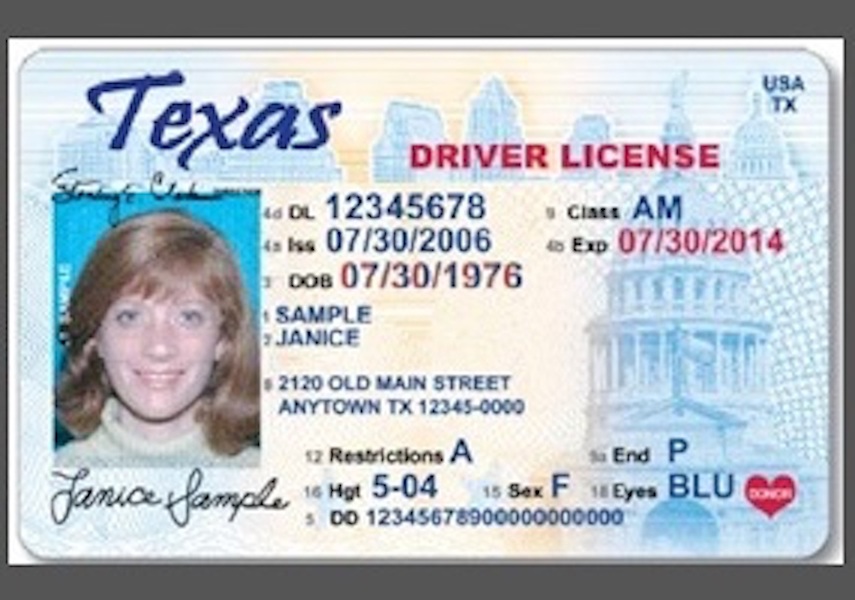 Texas
USA
TX
DRIVER LICENSE
4d DL 12345678
9 Class AM
4a Iss 07/30/2006
4b Exp 07/30/2014
3 DOB 07/30/1976
1 SAMPLE
2 JANICE
8 2120 OLD MAIN STREET
ANYTOWN TX 12345-0000
12 Restrictions A
9a End P
16 Hgt 5-04
15 Sex F
18 Eyes BLU
DONOR
5 DD 12345678900000000000
Janice Sample
SAMPLE